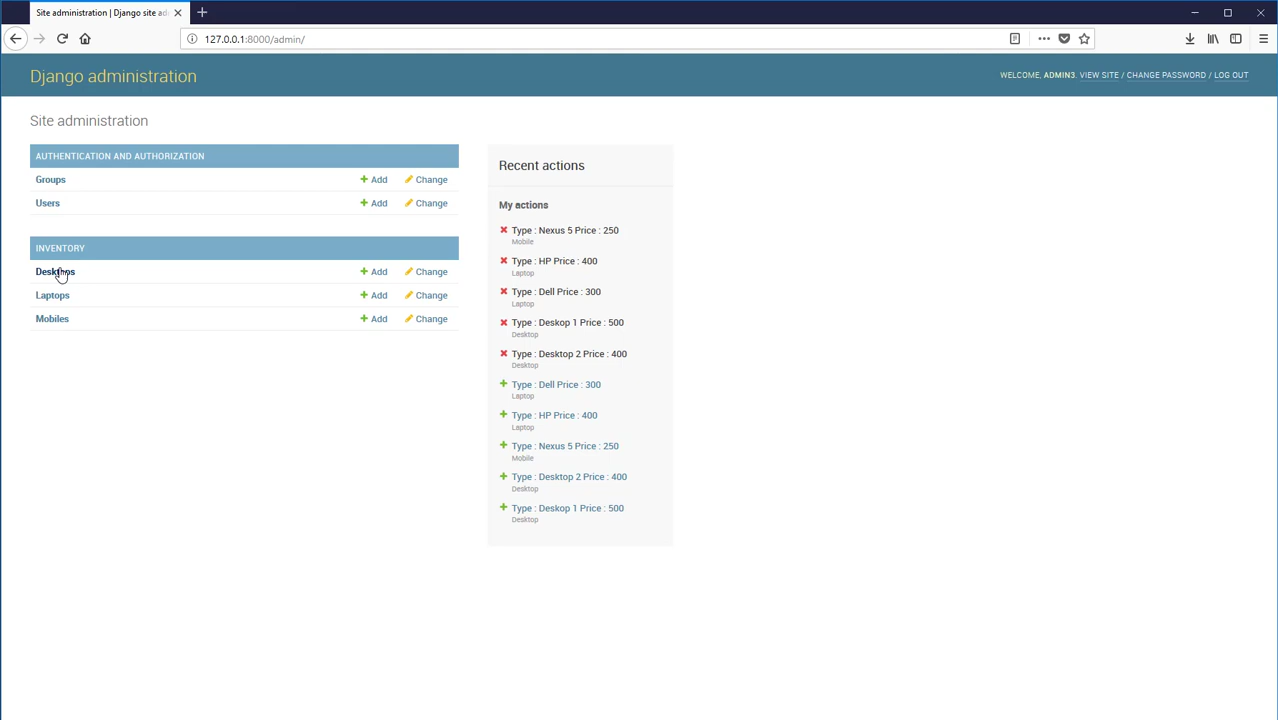 Site administration | Django site ad
127.0.0.1:8000/admin/
Django administration
WELCOME, ADMIN3. VIEW SITE / CHANGE PASSWORD / LOG OUT
Site administration
AUTHENTICATION AND AUTHORIZATION
Groups Add Change
Users Add Change
INVENTORY
Desktops Add Change
Laptops Add Change
Mobiles Add Change
Recent actions
My actions
Type : Nexus 5 Price : 250
Mobile
Type : HP Price : 400
Laptop
Type : Dell Price : 300
Laptop
Type : Deskop 1 Price : 500
Desktop
Type : Desktop 2 Price : 400
Desktop
Type : Dell Price : 300
Laptop
Type : HP Price : 400
Laptop
Type : Nexus 5 Price : 250
Mobile
Type : Desktop 2 Price : 400
Desktop
Type : Deskop 1 Price : 500
Desktop